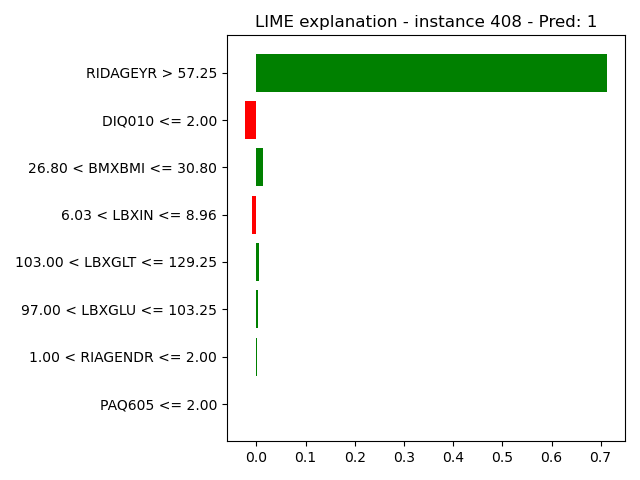 LIME explanation - instance 408 - Pred: 1
RIDAGEYR > 57.25
DIQ010 <= 2.00
26.80 < BMXBMI <= 30.80
6.03 < LBXIN <= 8.96
103.00 < LBXGLT <= 129.25
97.00 < LBXGLU <= 103.25
1.00 < RIAGENDR <= 2.00
PAQ605 <= 2.00
0.0 0.1 0.2 0.3 0.4 0.5 0.6 0.7